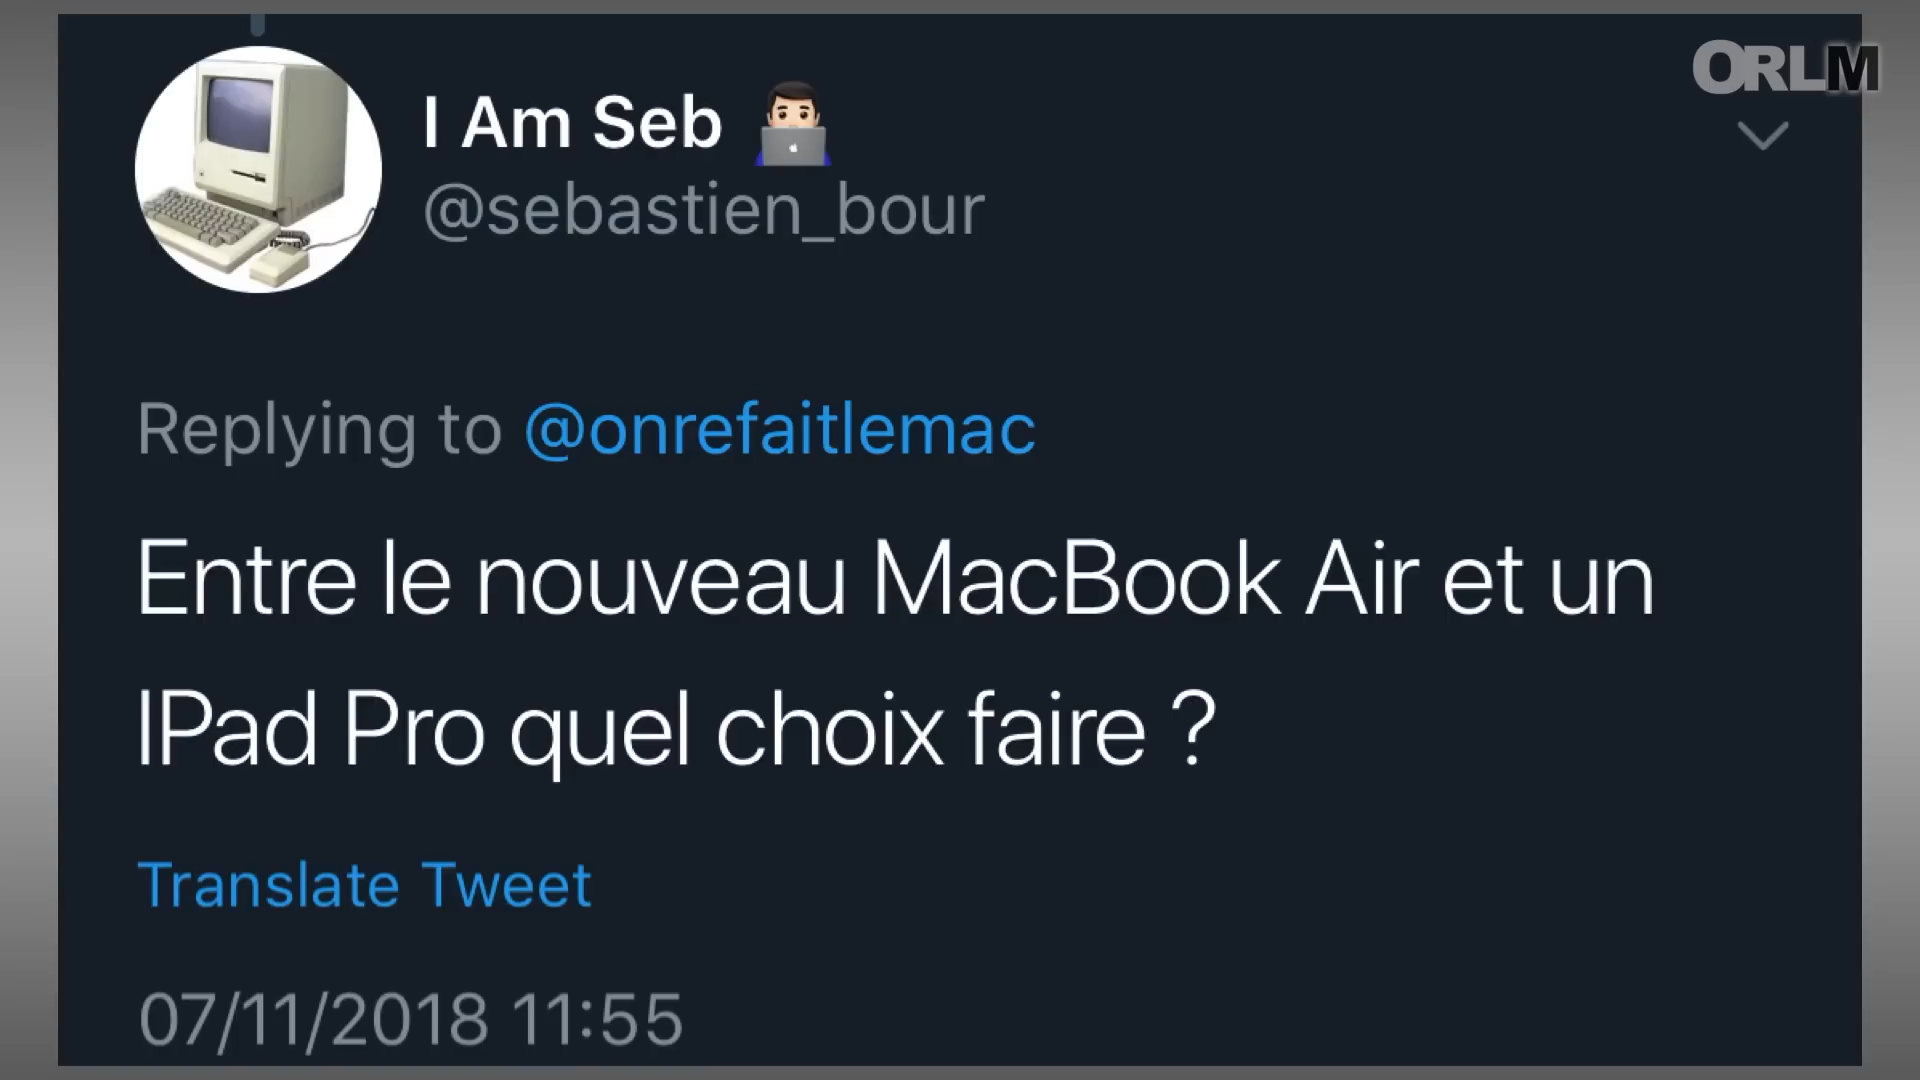 ORLM
I Am Seb
@sebastien_bour
Replying to @onrefaitlemac
Entre le nouveau MacBook Air et un
IPad Pro quel choix faire ?
Translate Tweet
07/11/2018 11:55